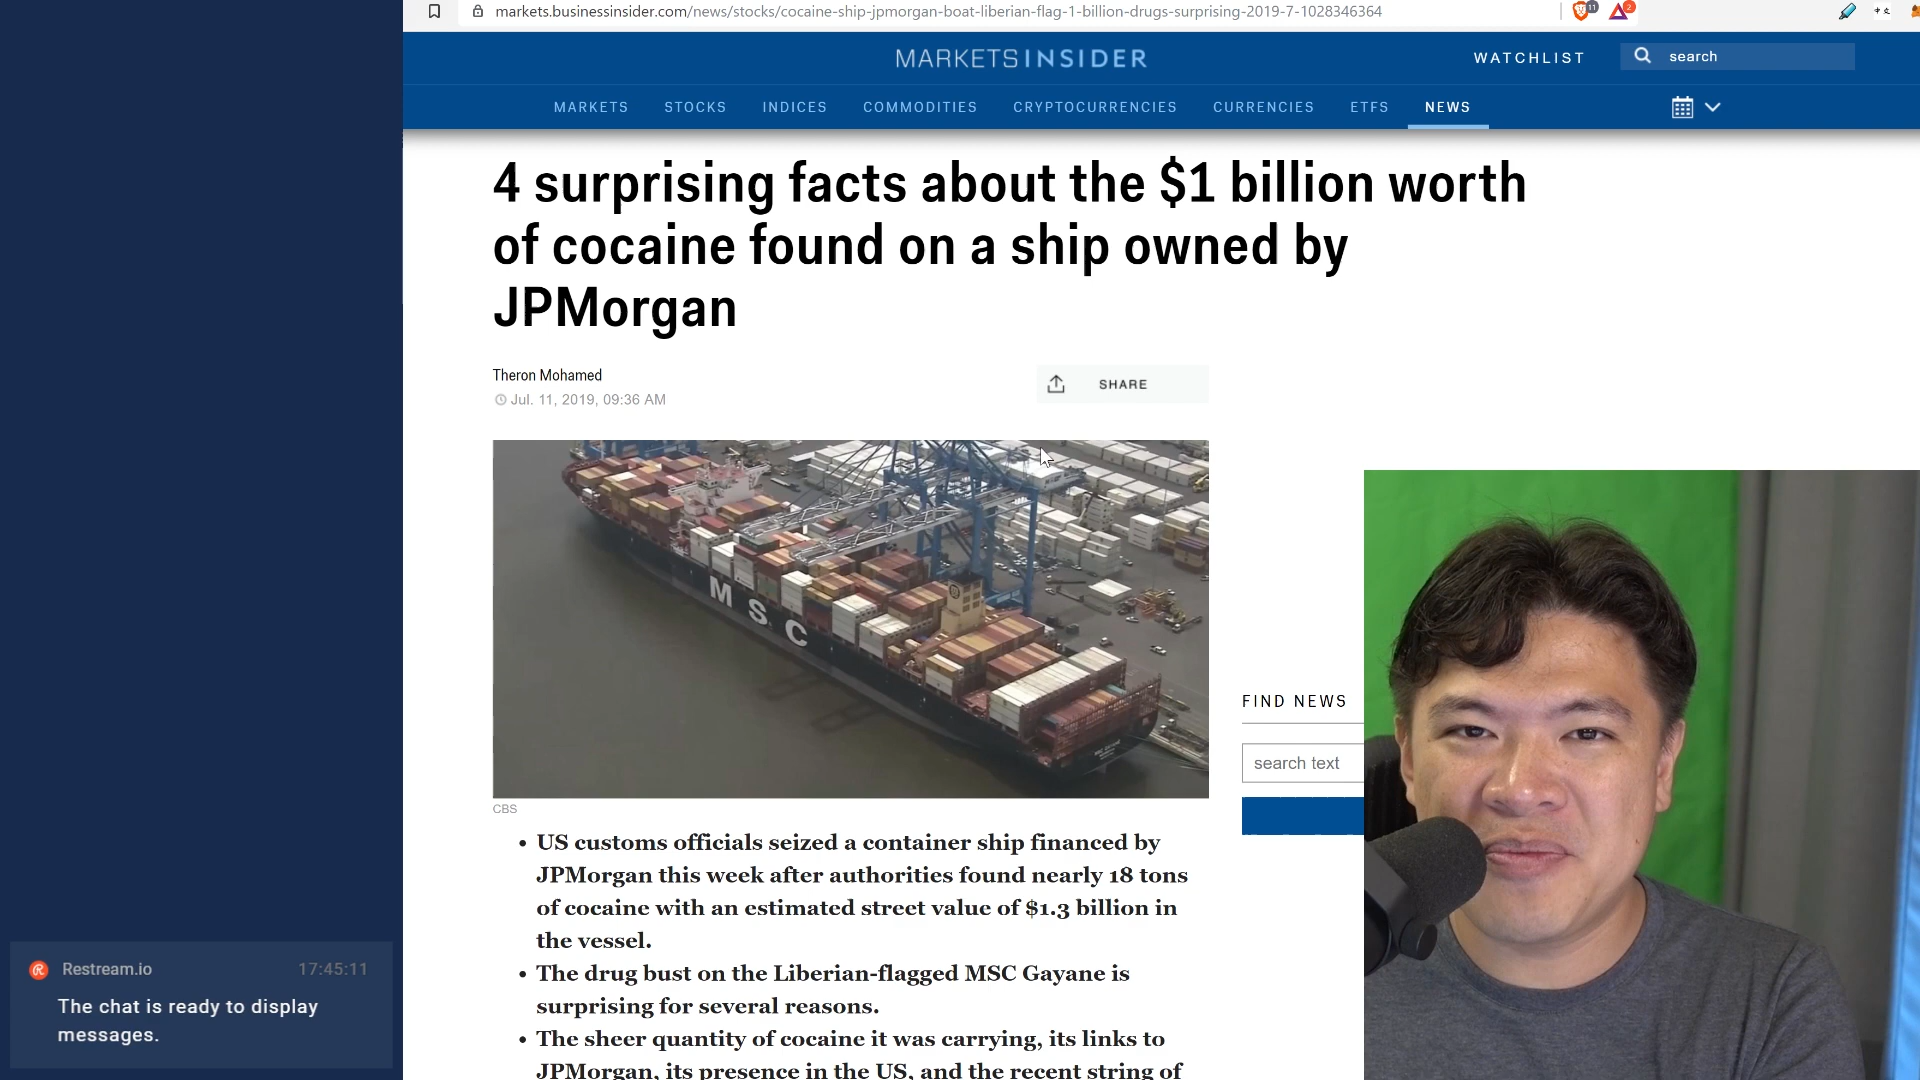 markets.businessinsider.com/news/stocks/cocaine-ship-jpmorgan-boat-liberian-flag-1-billion-drugs-surprising-2019-7-1028346364
11
2
MARKETS INSIDER
WATCHLIST
search
MARKETS
STOCKS
INDICES
COMMODITIES
CRYPTOCURRENCIES
CURRENCIES
ETFS
NEWS
4 surprising facts about the $1 billion worth
of cocaine found on a ship owned by
JPMorgan
Theron Mohamed
Jul. 11, 2019, 09:36 AM
SHARE
M S C
CBS
FIND NEWS
search text
• US customs officials seized a container ship financed by
JPMorgan this week after authorities found nearly 18 tons
of cocaine with an estimated street value of $1.3 billion in
the vessel.
• The drug bust on the Liberian-flagged MSC Gayane is
surprising for several reasons.
• The sheer quantity of cocaine it was carrying, its links to
JPMorgan, its presence in the US, and the recent string of
Restream.io
17:45:11
The chat is ready to display
messages.